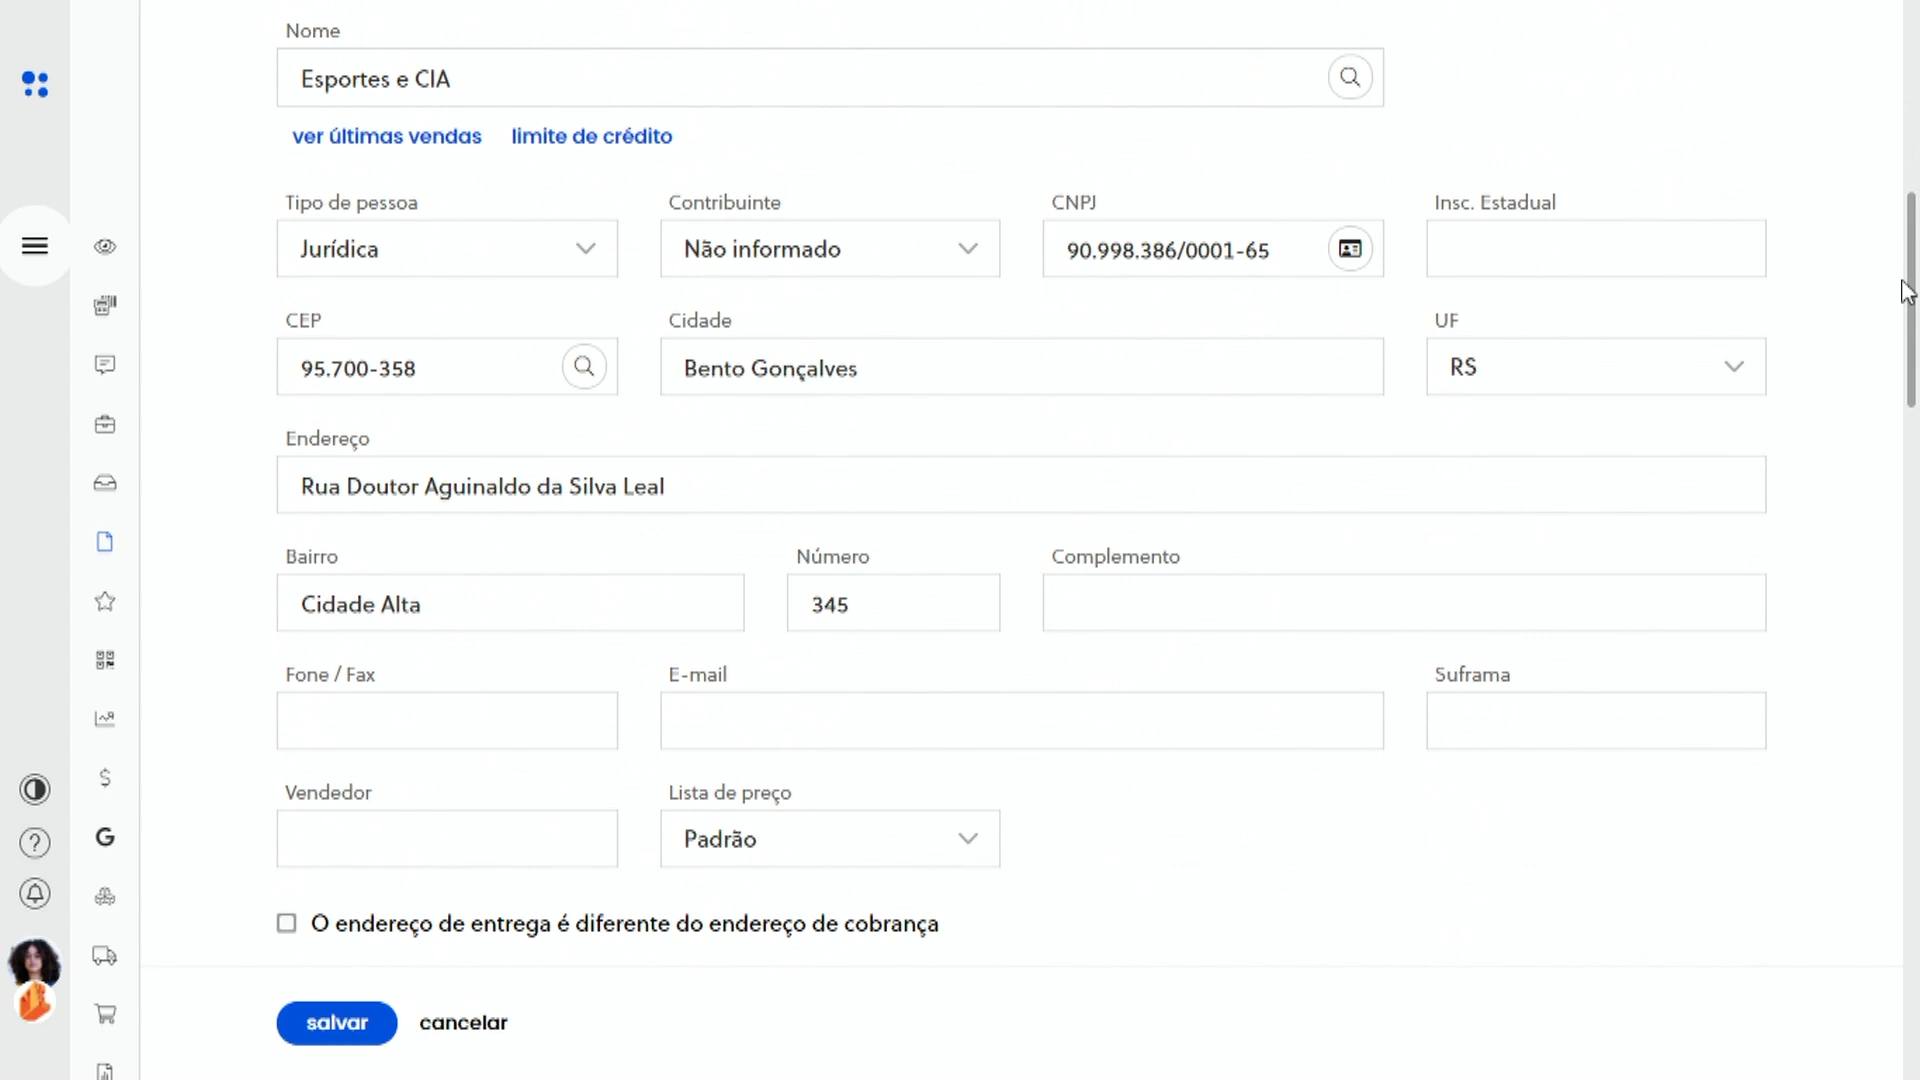 Nome
Esportes e CIA
ver últimas vendas limite de crédito
Tipo de pessoa Contribuinte CNPJ Insc. Estadual
Jurídica Não informado 90.998.386/0001-65
CEP Cidade UF
95.700-358 Bento Gonçalves RS
Endereço
Rua Doutor Aguinaldo da Silva Leal
Bairro Número Complemento
Cidade Alta 345
Fone / Fax E-mail Suframa
Vendedor Lista de preço
Padrão
O endereço de entrega é diferente do endereço de cobrança
salvar cancelar